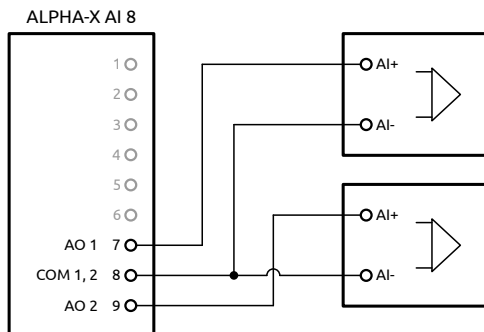 ALPHA-X AI 8
1
2
3
4
5
6
AO 1 7
COM 1, 2 8
AO 2 9
AI+
AI-
AI+
AI-